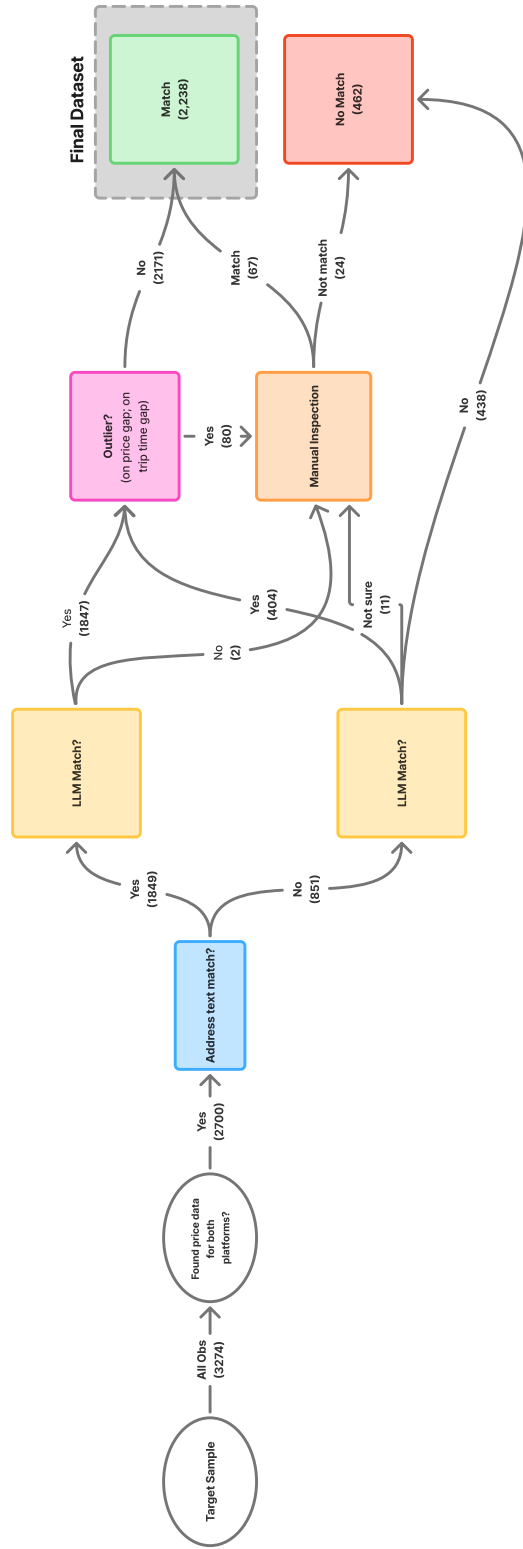 Target Sample
All Obs
(3274)
Found price data
for both
platforms?
Yes
(2700)
Address text match?
Yes
(1849)
No
(851)
LLM Match?
LLM Match?
Yes
(1847)
No
(2)
Yes
(404)
Not sure
(11)
No
(438)
Outlier?
(on price gap; on
trip time gap)
Yes
(80)
Manual Inspection
No
(2171)
Match
(67)
Not match
(24)
Final Dataset
Match
(2,238)
No Match
(462)